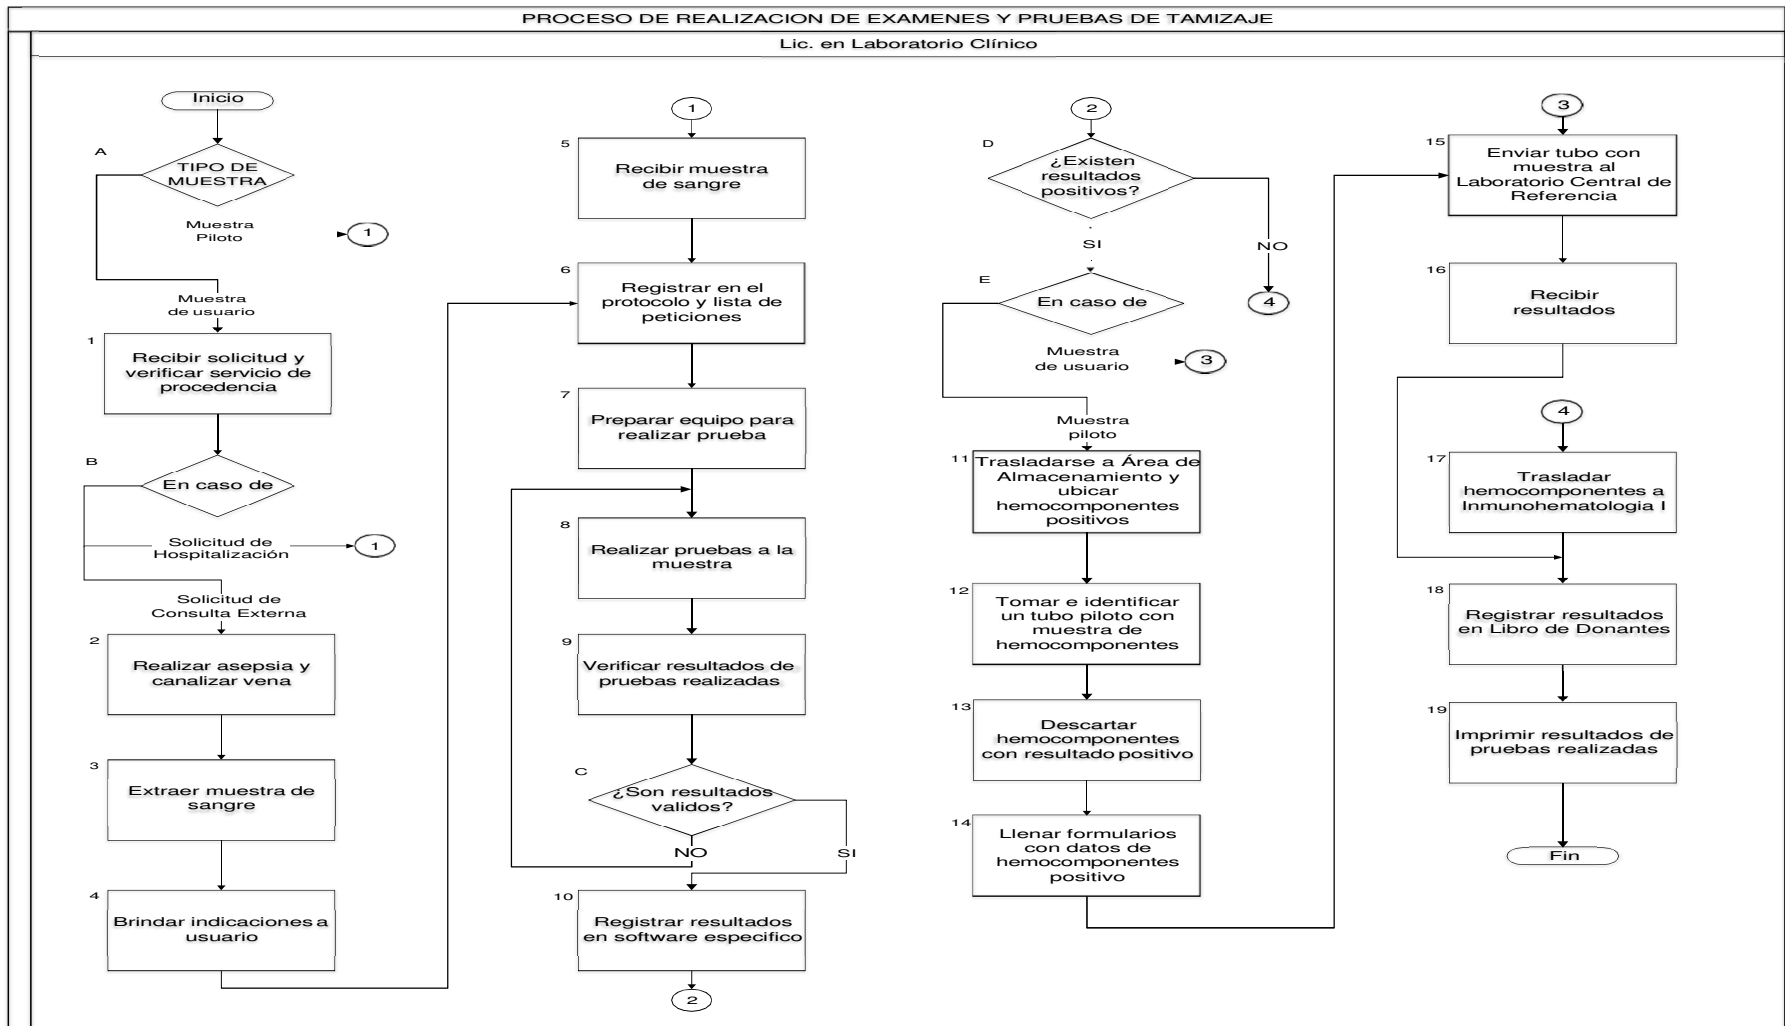 PROCESO DE REALIZACION DE EXAMENES Y PRUEBAS DE TAMIZAJE
Lic. en Laboratorio Clínico
Inicio
A
TIPO DE
MUESTRA
Muestra
Piloto
1
Muestra
de usuario
1
Recibir solicitud y
verificar servicio de
procedencia
B
En caso de
Solicitud de
Hospitalización
1
Solicitud de
Consulta Externa
2
Realizar asepsia y
canalizar vena
3
Extraer muestra de
sangre
4
Brindar indicaciones a
usuario
1
5
Recibir muestra
de sangre
6
Registrar en el
protocolo y lista de
peticiones
7
Preparar equipo para
realizar prueba
8
Realizar pruebas a la
muestra
9
Verificar resultados de
pruebas realizadas
C
¿Son resultados
validos?
NO
SI
10
Registrar resultados
en software especifico
2
2
D
¿Existen
resultados
positivos?
SI
NO
4
E
En caso de
Muestra
de usuario
3
Muestra
piloto
11
Trasladarse a Área de
Almacenamiento y
ubicar
hemocomponentes
positivos
12
Tomar e identificar
un tubo piloto con
muestra de
hemocomponentes
13
Descartar
hemocomponentes
con resultado positivo
14
Llenar formularios
con datos de
hemocomponentes
positivo
3
15
Enviar tubo con
muestra al
Laboratorio Central de
Referencia
16
Recibir
resultados
4
17
Trasladar
hemocomponentes a
Inmunohematología I
18
Registrar resultados
en Libro de Donantes
19
Imprimir resultados de
pruebas realizadas
Fin